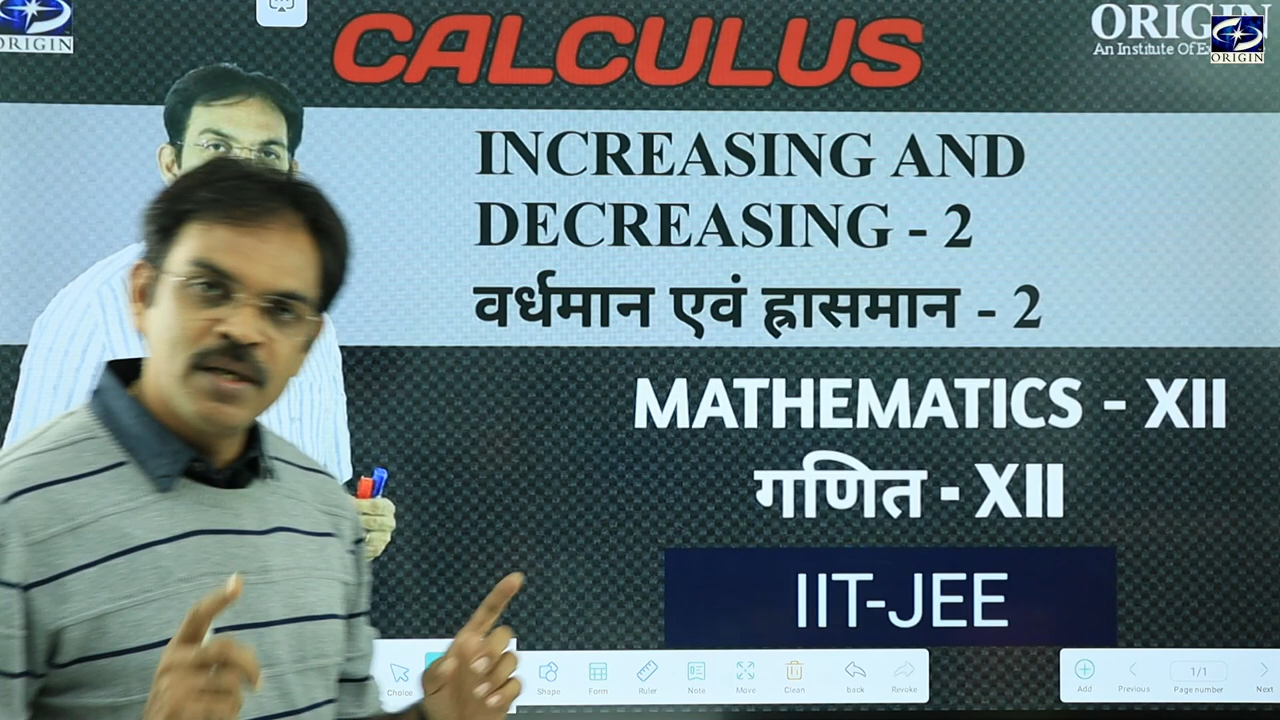 ORIGIN
CALCULUS
ORIGIN
An Institute Of
ORIGIN
INCREASING AND
DECREASING - 2
वर्धमान एवं ह्रासमान - 2
MATHEMATICS - XII
गणित - XII
IIT-JEE
Choice
Shape
Form
Ruler
Note
Move
Clean
back
Revoke
Add
Previous
1/1
Page number
Next